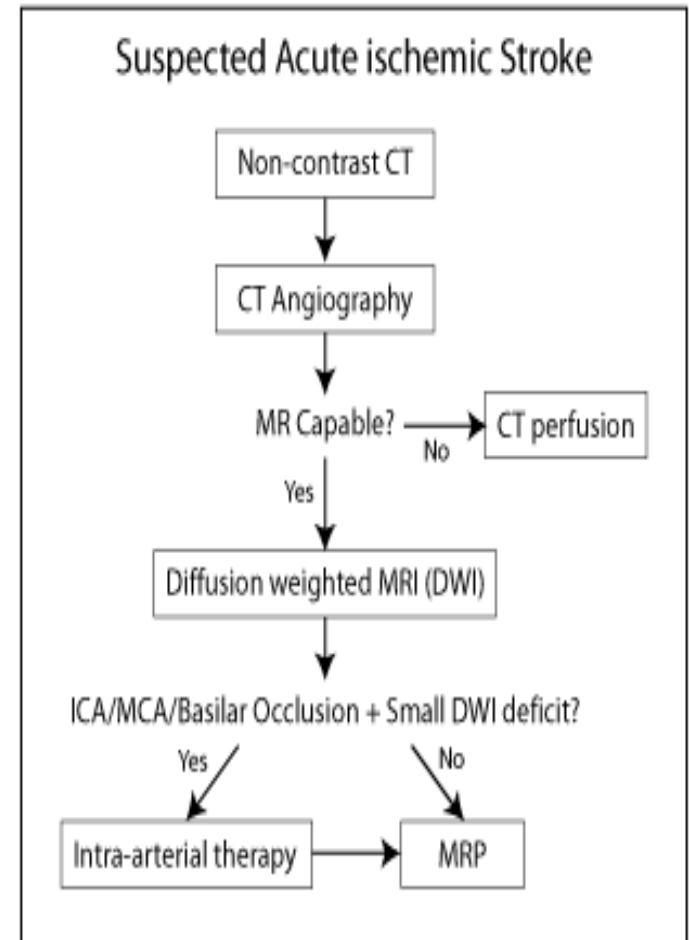 Suspected Acute ischemic Stroke
Non-contrast CT
CT Angiography
MR Capable?
No
CT perfusion
Yes
Diffusion weighted MRI (DWI)
ICA/MCA/Basilar Occlusion + Small DWI deficit?
Yes
No
Intra-arterial therapy
MRP